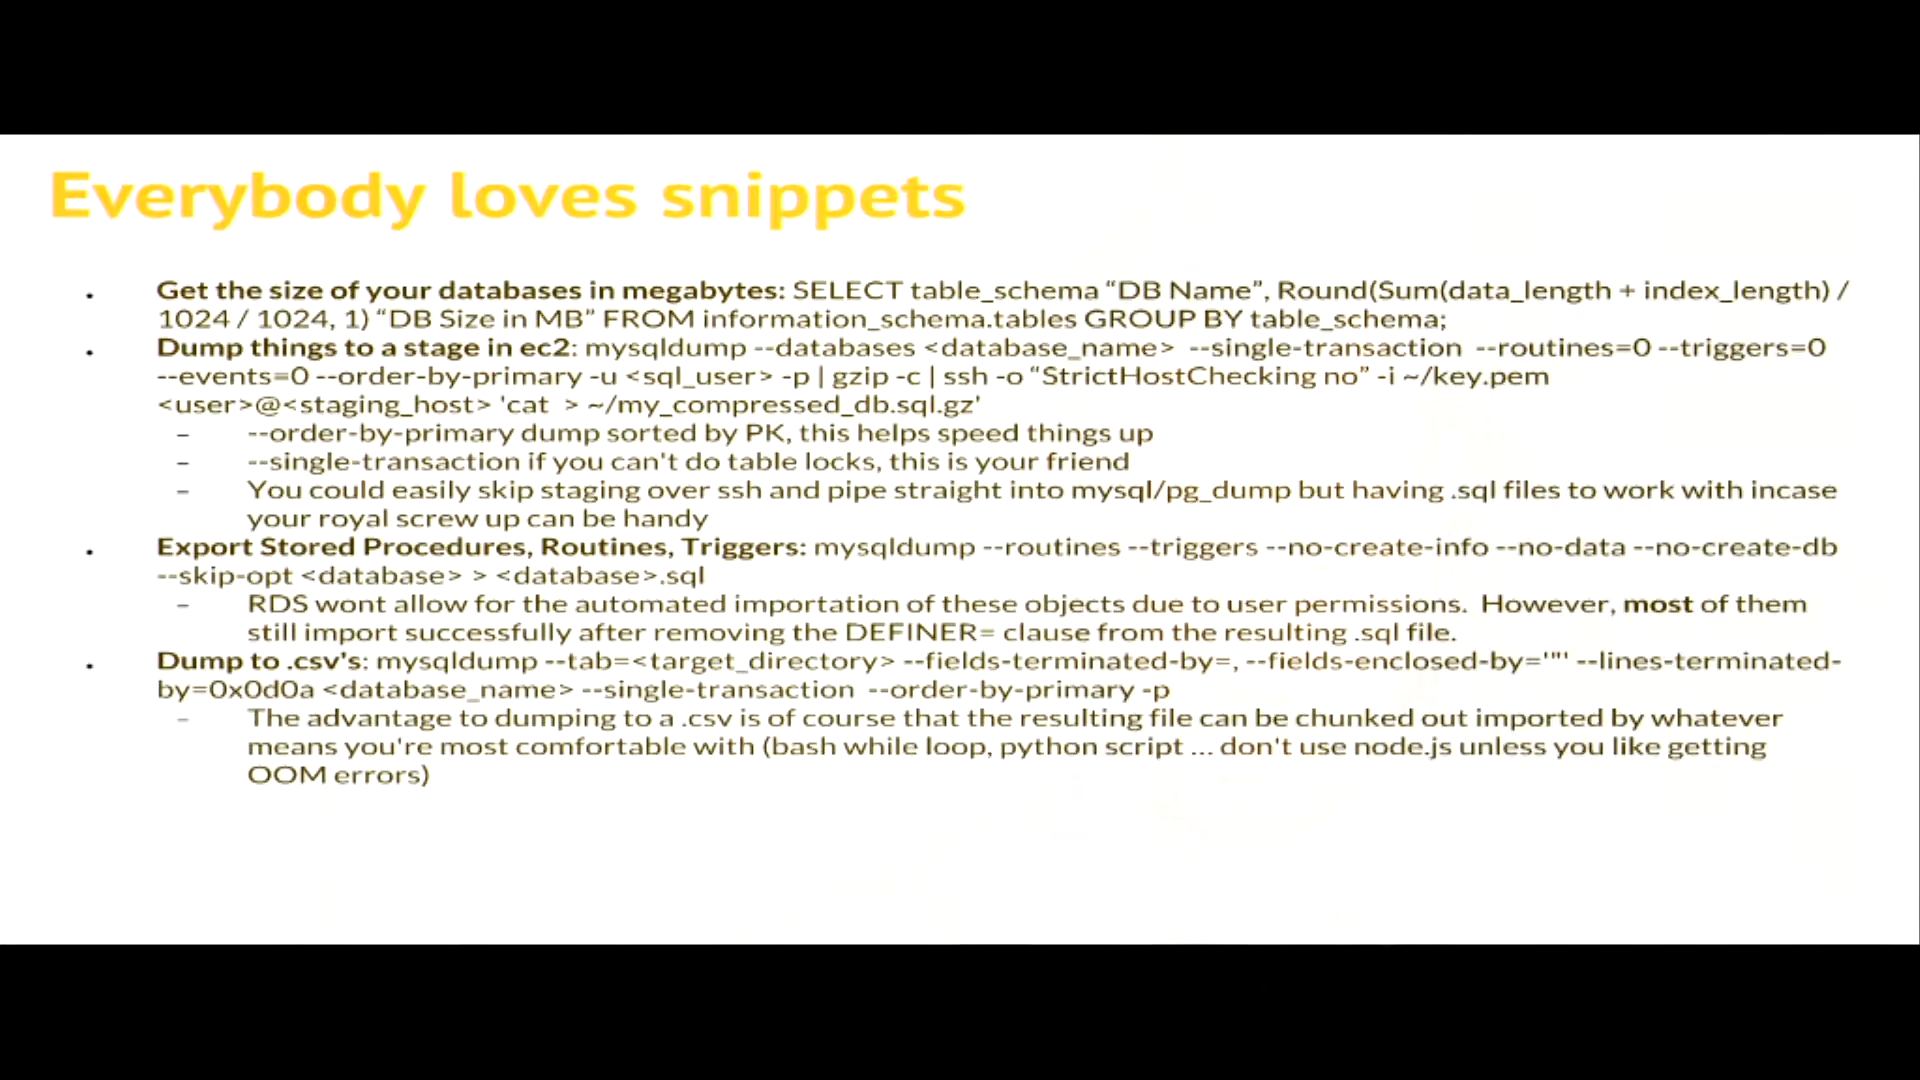 Everybody loves snippets
. Get the size of your databases in megabytes: SELECT table_schema “DB Name”, Round(Sum(data_length + index_length) /
1024 / 1024, 1) “DB Size in MB” FROM information_schema.tables GROUP BY table_schema;
. Dump things to a stage in ec2: mysqldump --databases <database_name> --single-transaction --routines=0 --triggers=0
--events=0 --order-by-primary -u <sql_user> -p | gzip -c | ssh -o “StrictHostChecking no” -i ~/key.pem
<user>@<staging_host> 'cat > ~/my_compressed_db.sql.gz'
– --order-by-primary dump sorted by PK, this helps speed things up
– --single-transaction if you can't do table locks, this is your friend
– You could easily skip staging over ssh and pipe straight into mysql/pg_dump but having .sql files to work with incase
your royal screw up can be handy
. Export Stored Procedures, Routines, Triggers: mysqldump --routines --triggers --no-create-info --no-data --no-create-db
--skip-opt <database> > <database>.sql
– RDS wont allow for the automated importation of these objects due to user permissions. However, most of them
still import successfully after removing the DEFINER= clause from the resulting .sql file.
. Dump to .csv's: mysqldump --tab=<target_directory> --fields-terminated-by=, --fields-enclosed-by='"' --lines-terminated-
by=0x0d0a <database_name> --single-transaction --order-by-primary -p
– The advantage to dumping to a .csv is of course that the resulting file can be chunked out imported by whatever
means you're most comfortable with (bash while loop, python script ... don't use node.js unless you like getting
OOM errors)